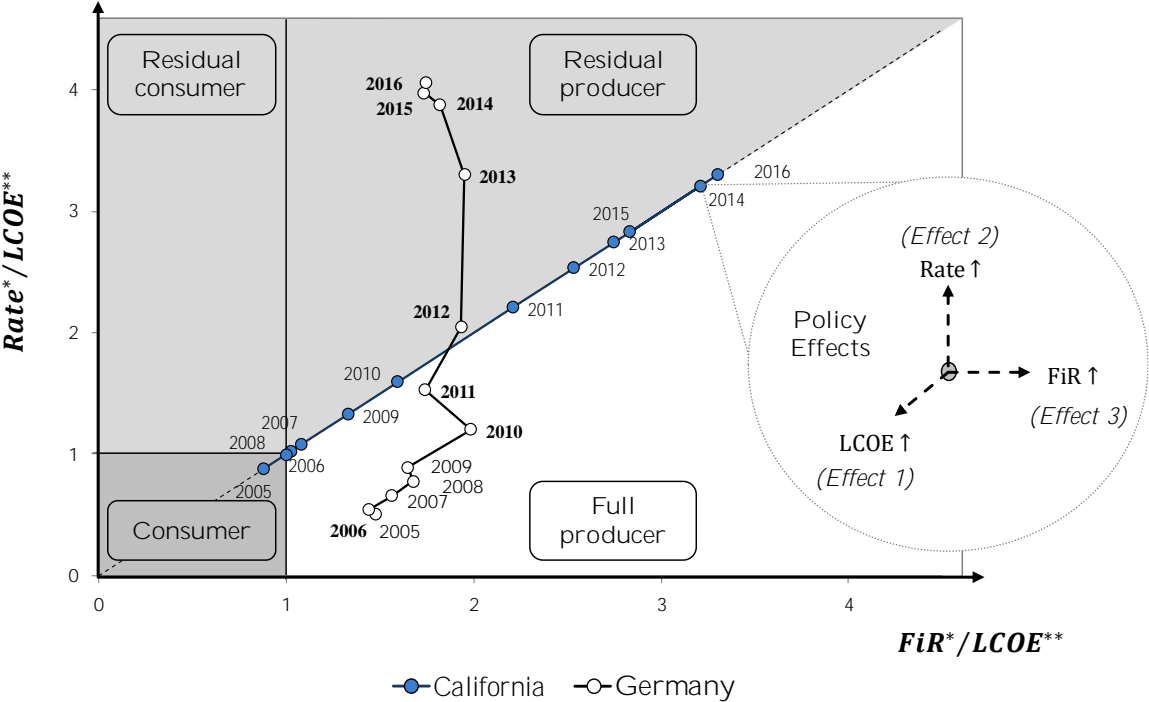 Rate*/LCOE**
4
3
2
1
0
Residual
consumer
Residual
producer
Consumer
Full
producer
2016
2015
2014
2013
2012
2011
2010
2009
2008
2007
2006
2005
2016
2014
2015
2013
2012
2011
2010
2009
2007
2008
2006
2005
(Effect 2)
Rate ↑
Policy
Effects
FiR ↑
(Effect 3)
LCOE ↑
(Effect 1)
0
1
2
3
4
FiR*/LCOE**
California
Germany